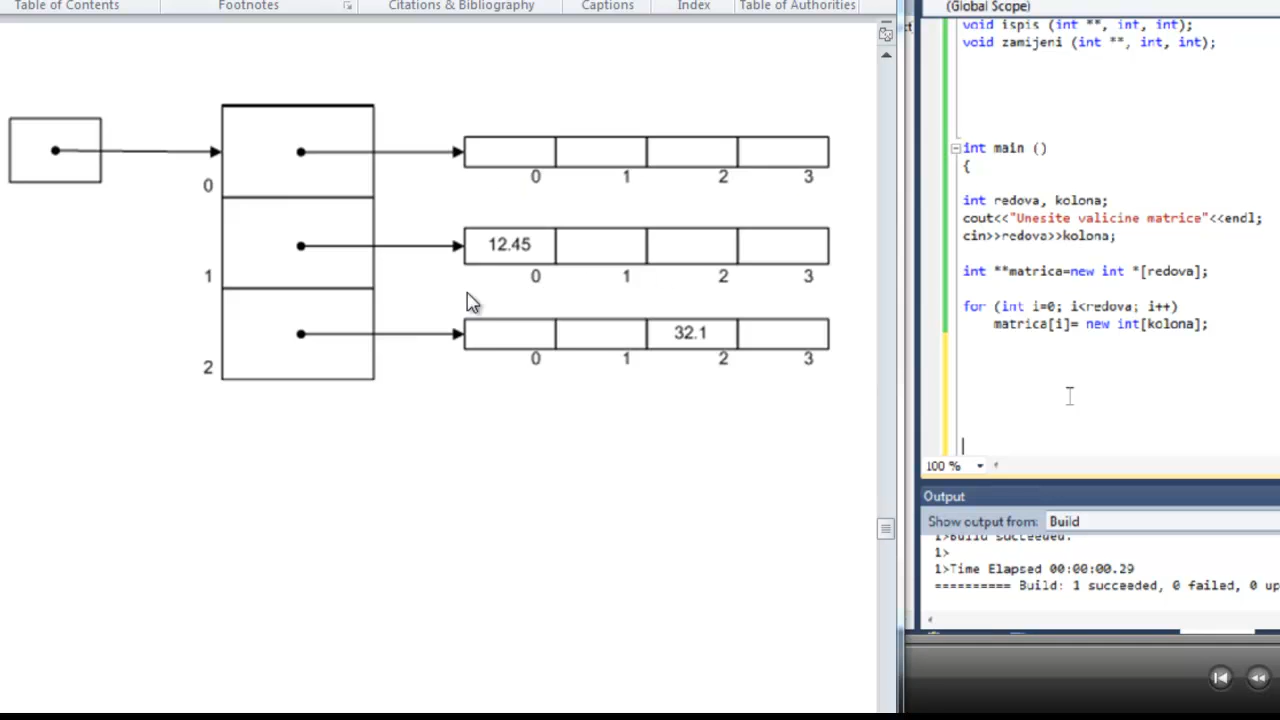 Table of Contents Footnotes Citations & Bibliography Captions Index Table of Authorities
0
0 1 2 3
1
12.45
0 1 2 3
2
32.1
0 1 2 3
(Global Scope)
void ispis (int **, int, int);
void zamijeni (int **, int, int);
int main ()
{
int redova, kolona;
cout<<"Unesite valicine matrice"<<endl;
cin>>redova>>kolona;
int **matrica=new int *[redova];
for (int i=0; i<redova; i++)
matrica[i]= new int[kolona];
100 %
Output
Show output from: Build
1>Build succeeded.
1>
1>Time Elapsed 00:00:00.29
========== Build: 1 succeeded, 0 failed, 0 up